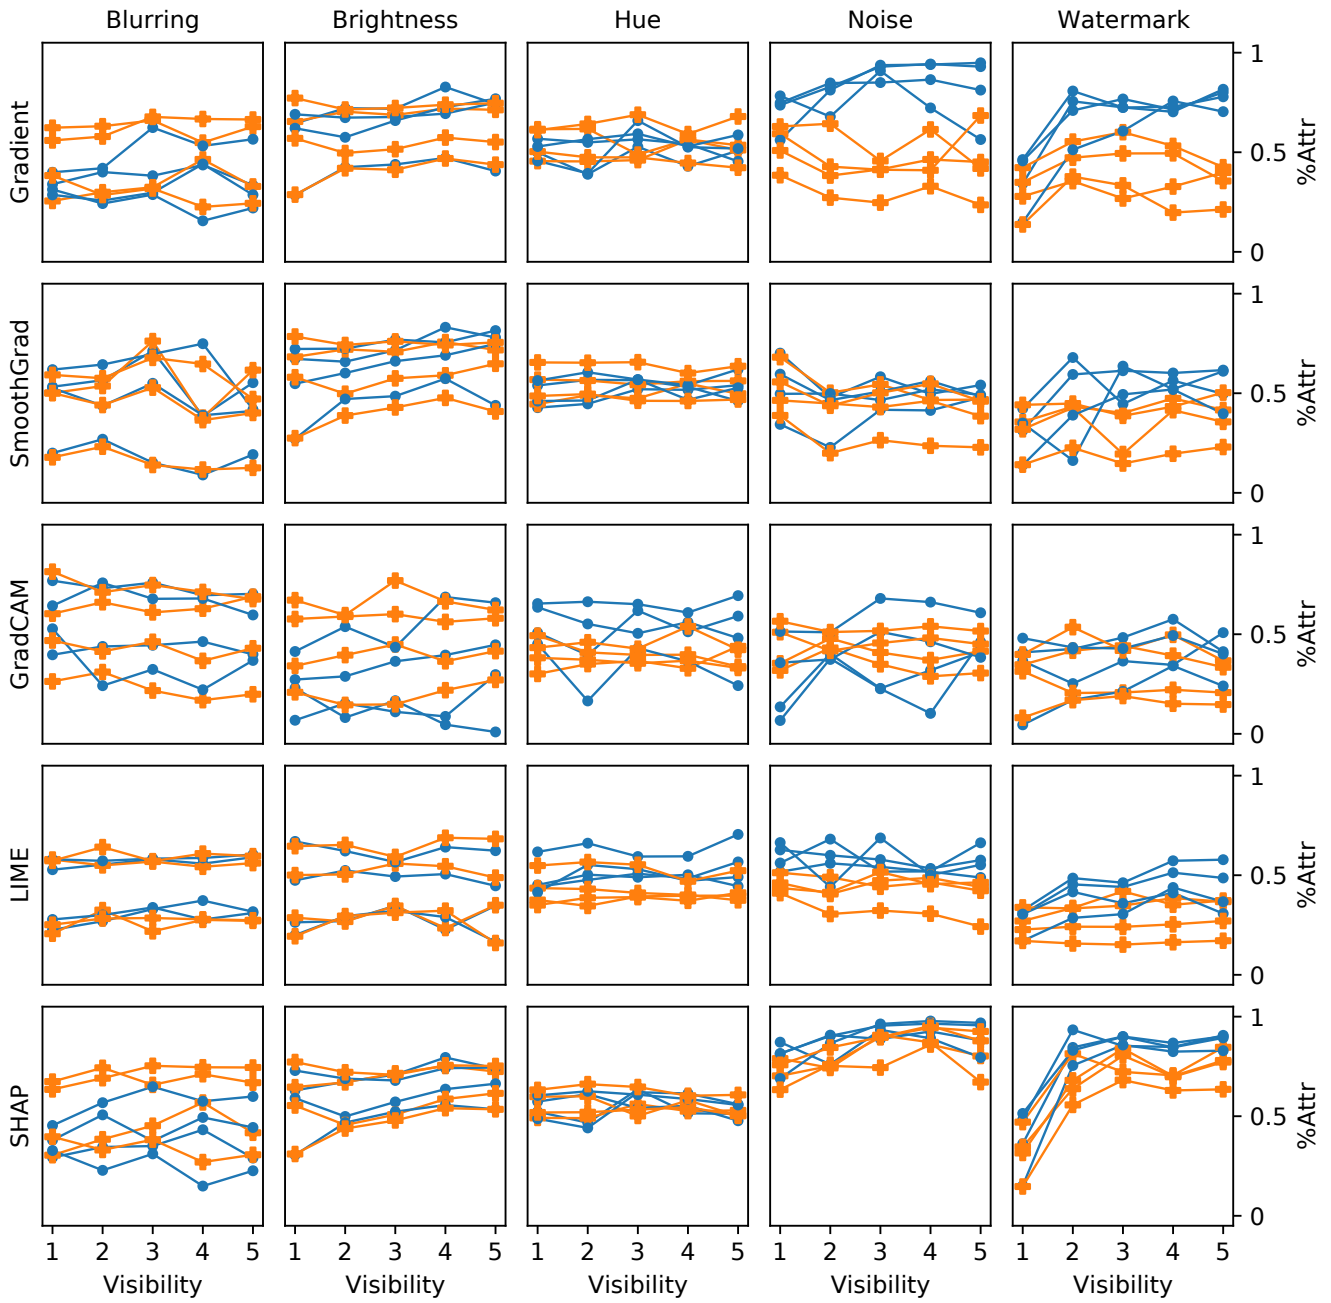 Blurring Brightness Hue Noise Watermark
Gradient
1
0.5
0
%Attr
SmoothGrad
1
0.5
0
%Attr
GradCAM
1
0.5
0
%Attr
LIME
1
0.5
0
%Attr
SHAP
1
0.5
0
%Attr
1 2 3 4 5 1 2 3 4 5 1 2 3 4 5 1 2 3 4 5 1 2 3 4 5
Visibility Visibility Visibility Visibility Visibility